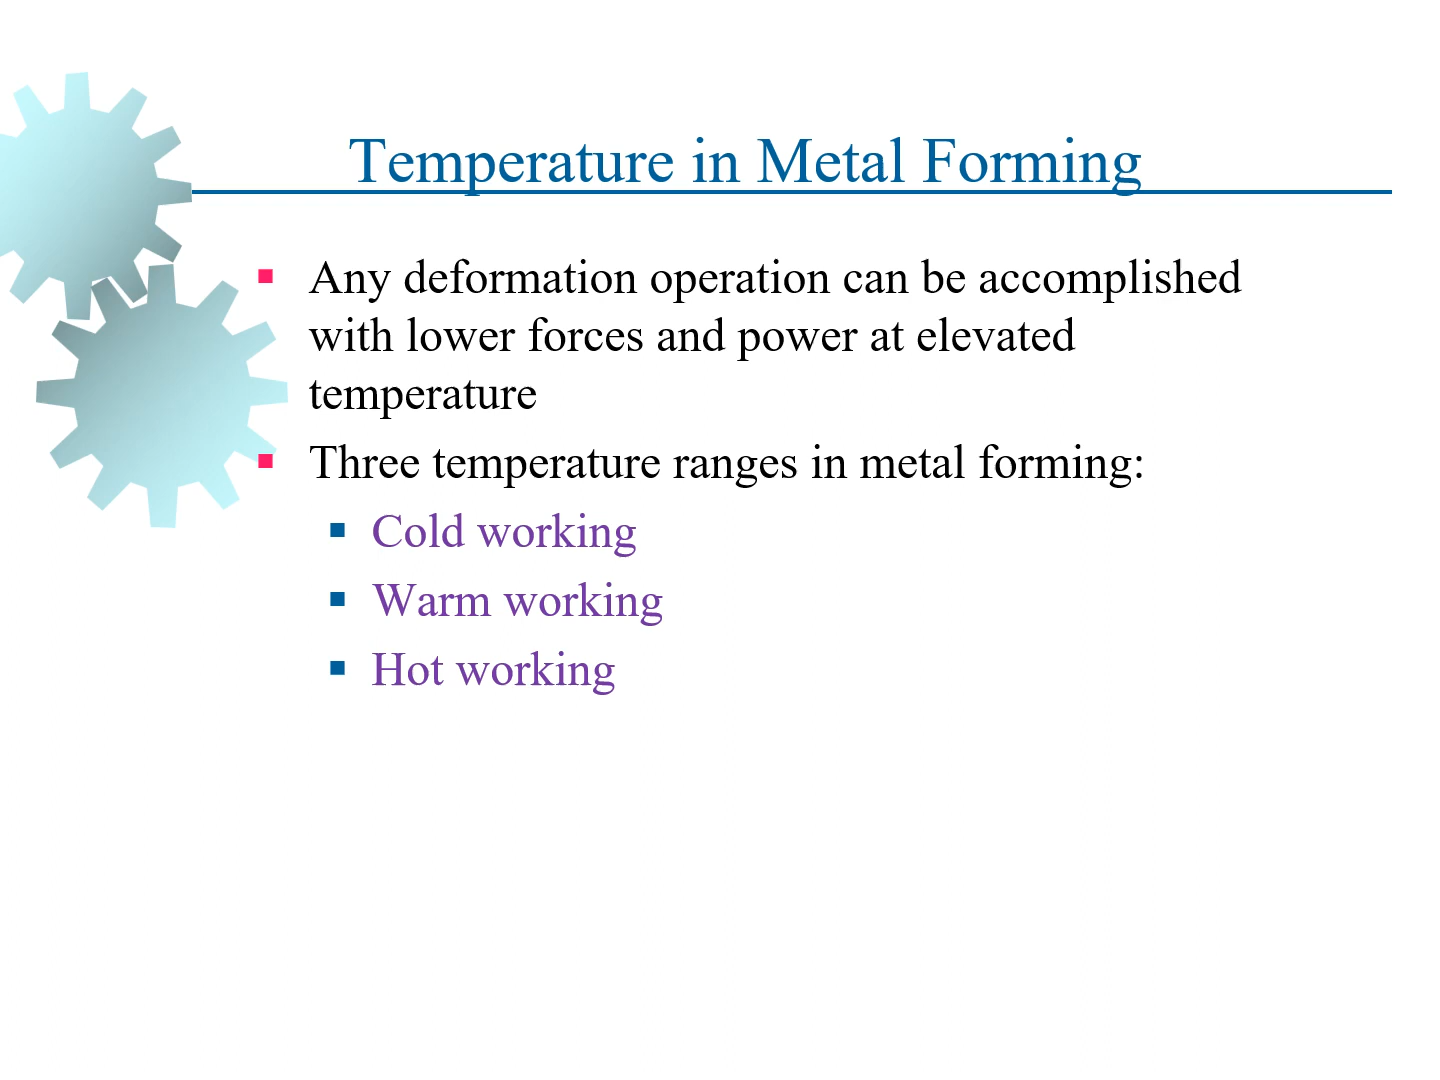 Temperature in Metal Forming
Any deformation operation can be accomplished
with lower forces and power at elevated
temperature
Three temperature ranges in metal forming:
Cold working
Warm working
Hot working